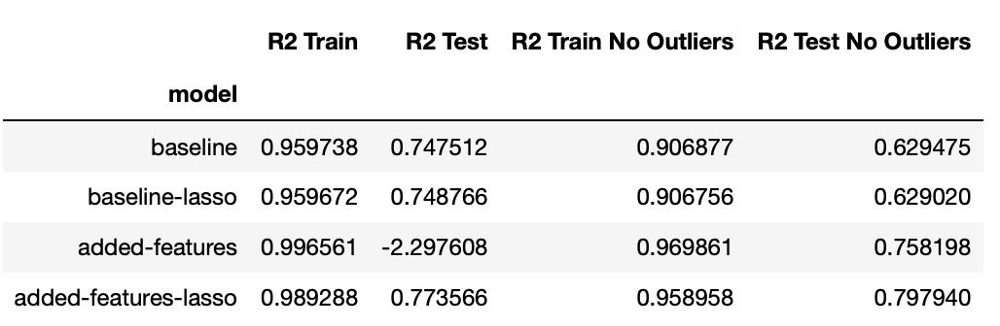 R2 Train R2 Test R2 Train No Outliers R2 Test No Outliers
model
baseline 0.959738 0.747512 0.906877 0.629475
baseline-lasso 0.959672 0.748766 0.906756 0.629020
added-features 0.996561 -2.297608 0.969861 0.758198
added-features-lasso 0.989288 0.773566 0.958958 0.797940